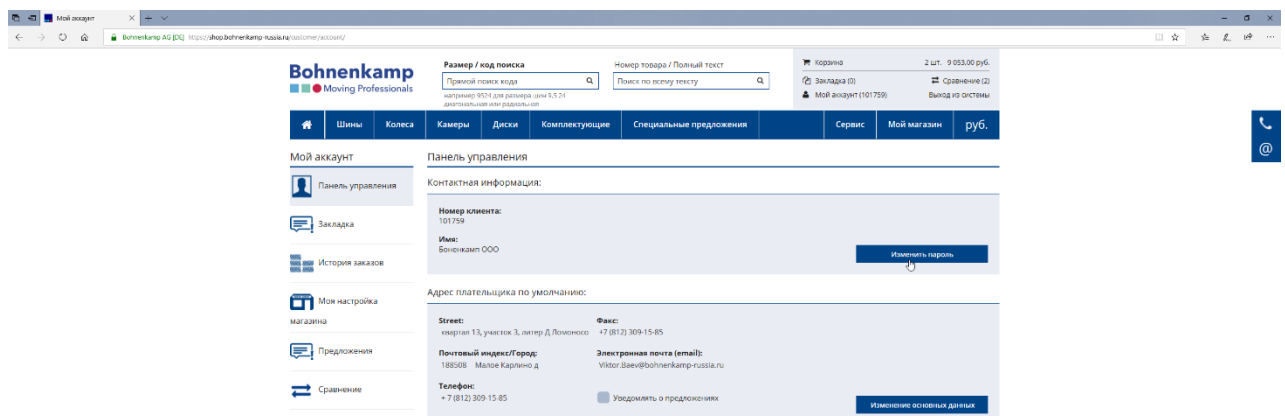 Мой аккаунт
Bohnenkamp AG [DE] https://shop.bohnenkamp-russia.ru/customer/account/
Bohnenkamp
Moving Professionals
Размер / код поиска
Прямой поиск кода
например 9524 для размера шин 9,5 24
диагональная или радиальная
Номер товара / Полный текст
Поиск по всему тексту
Корзина 2 шт. 9 053,00 руб.
Закладка (0) Сравнение (2)
Мой аккаунт (101759) Выход из системы
Шины Колеса Камеры Диски Комплектующие Специальные предложения Сервис Мой магазин руб.
Мой аккаунт
Панель управления
Закладка
История заказов
Моя настройка
магазина
Предложения
Сравнение
Панель управления
Контактная информация:
Номер клиента:
101759
Имя:
Боненкамп ООО
Изменить пароль
Адрес плательщика по умолчанию:
Street:
квартал 13, участок 3, литер Д Ломоносо
Факс:
+7 (812) 309-15-85
Почтовый индекс/Город:
188508 Малое Карлино д
Электронная почта (email):
Viktor.Baev@bohnenkamp-russia.ru
Телефон:
+ 7 (812) 309-15-85
Уведомлять о предложениях
Изменение основных данных